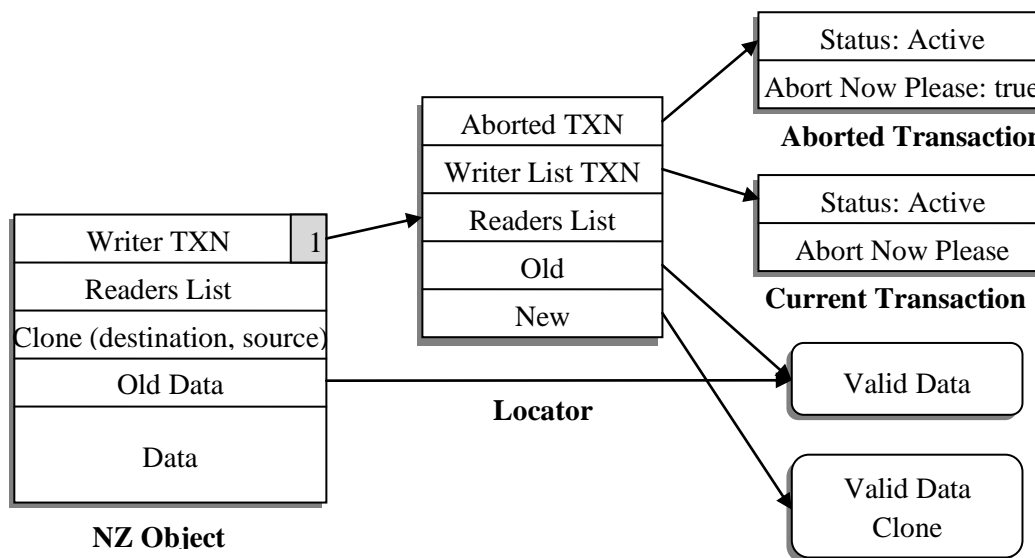 Status: Active
Abort Now Please: true
Aborted Transaction
Aborted TXN
Writer List TXN
Readers List
Old
New
Locator
Status: Active
Abort Now Please
Current Transaction
Writer TXN 1
Readers List
Clone (destination, source)
Old Data
Data
NZ Object
Valid Data
Valid Data
Clone